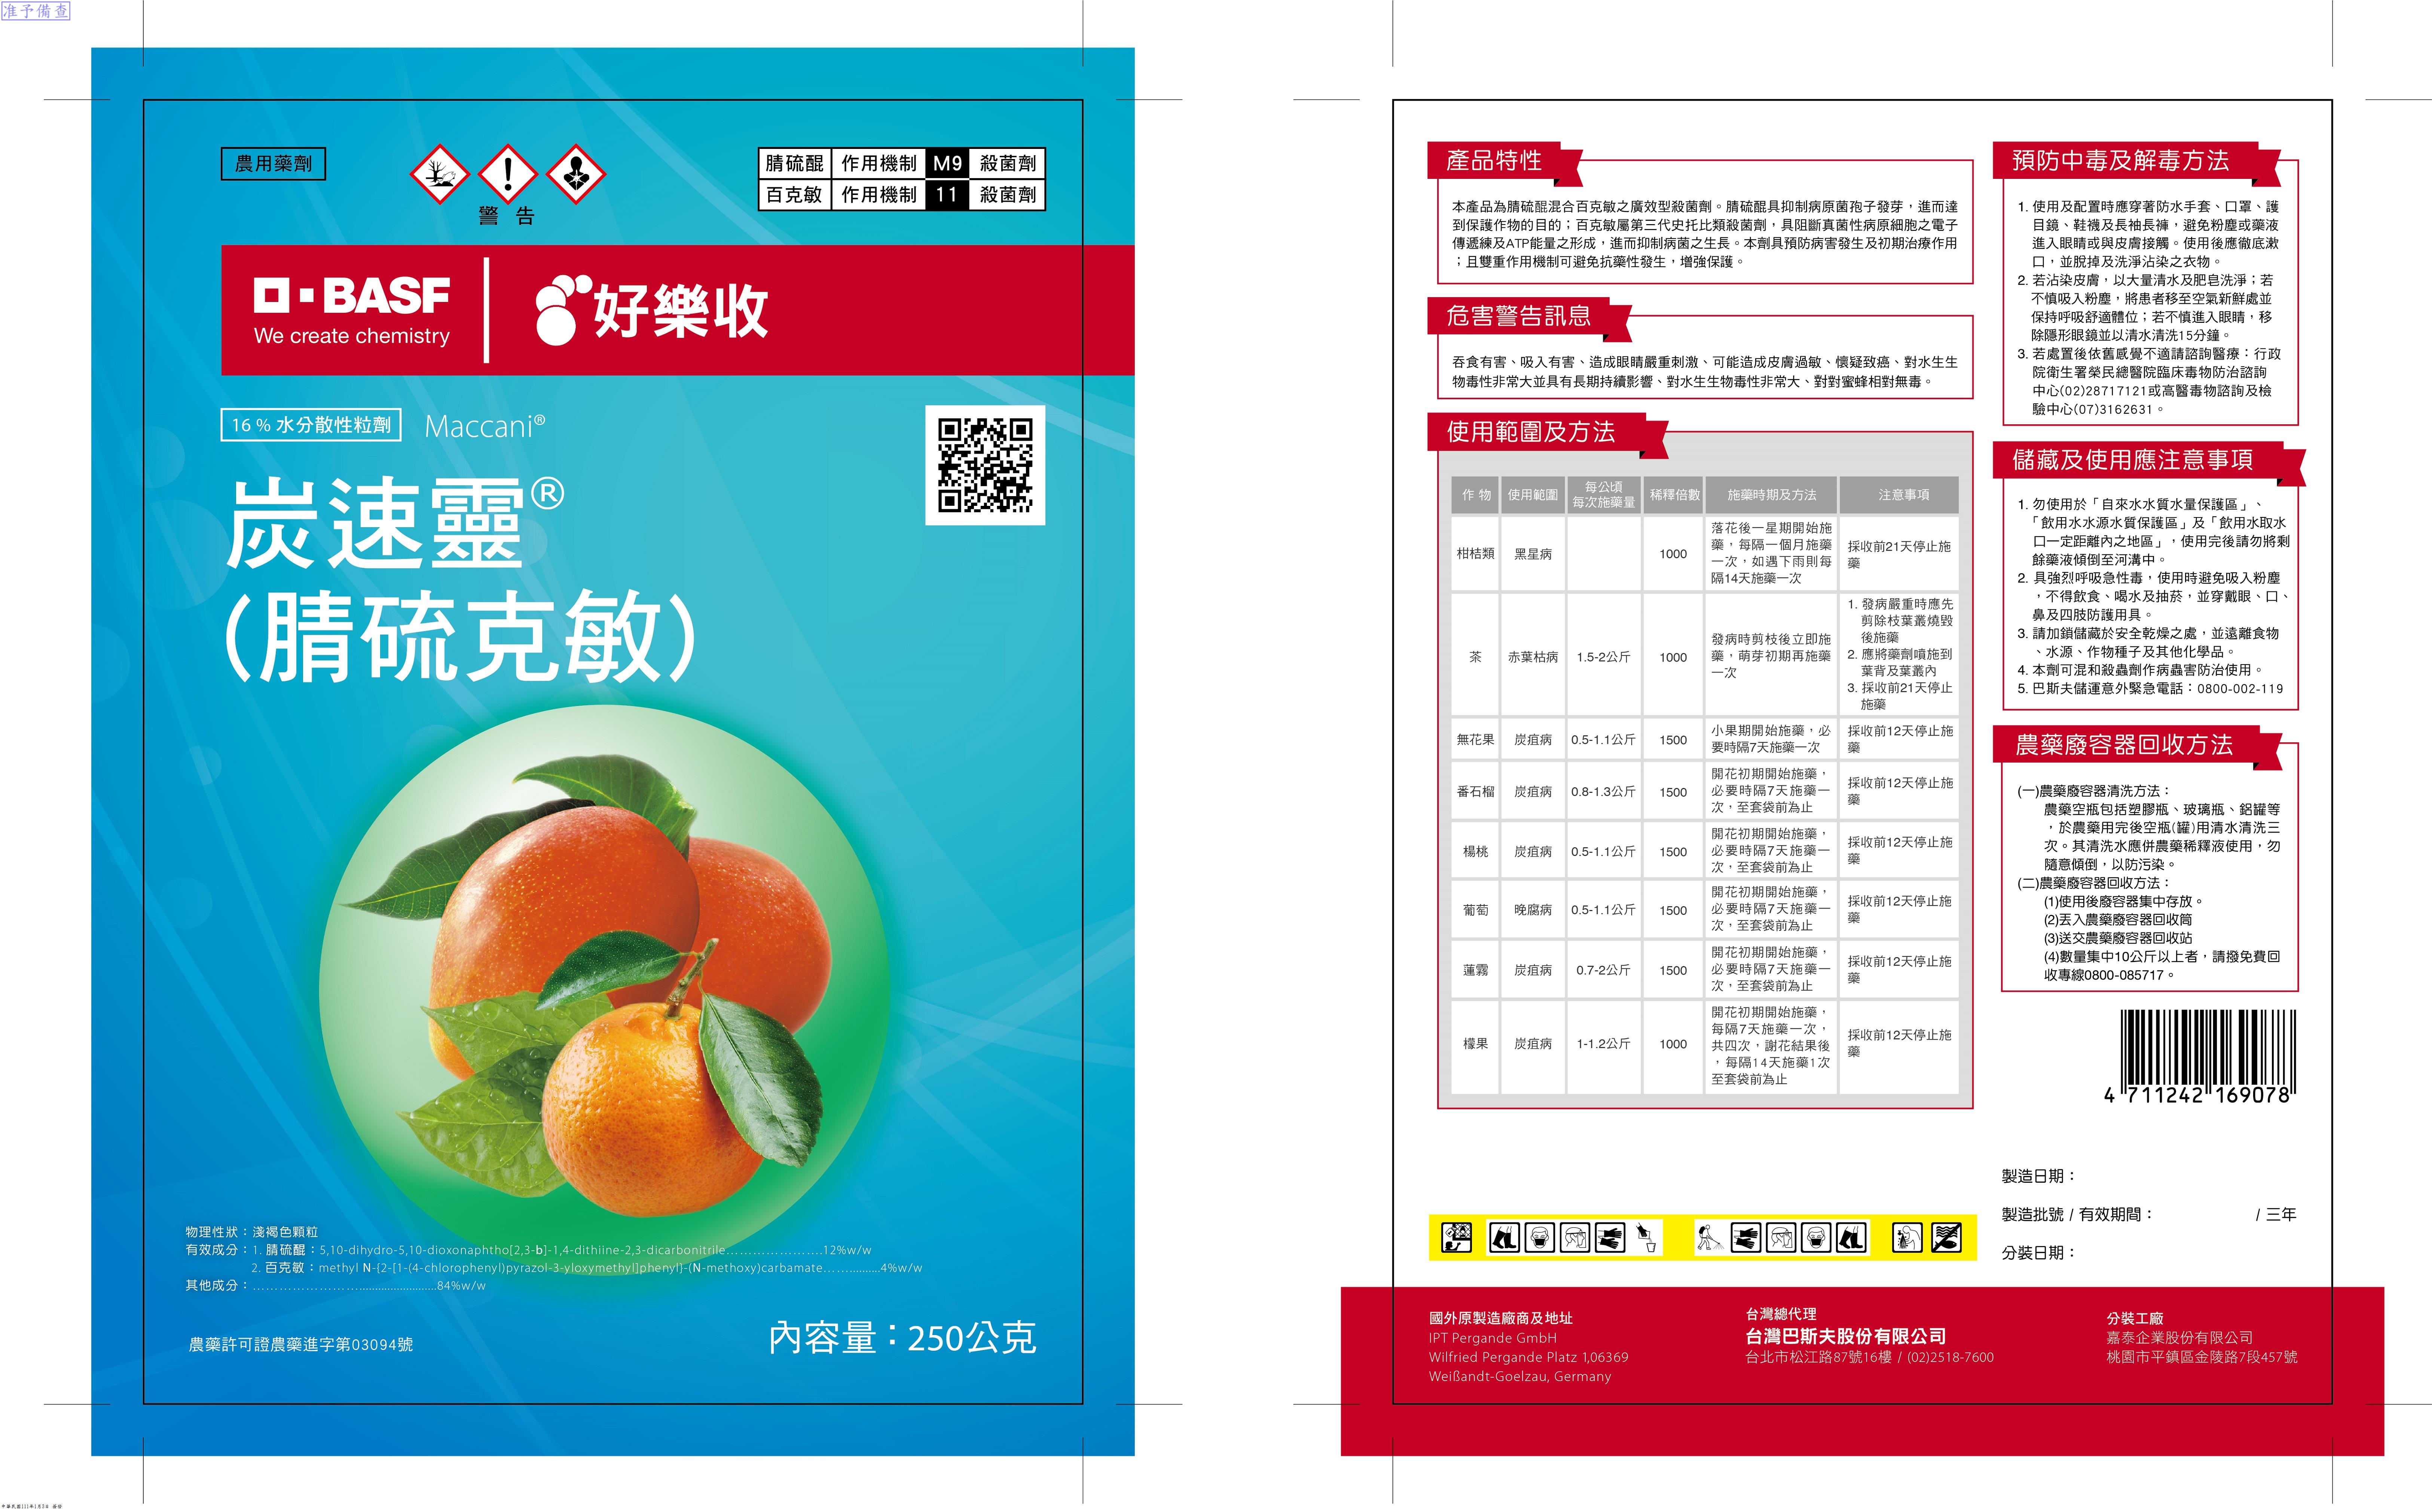 准予備查
農用藥劑
警 告
腈硫醌 作用機制 M9 殺菌劑
百克敏 作用機制 11 殺菌劑
BASF
We create chemistry
好樂收
16 % 水分散性粒劑
Maccani®
炭速靈®
(腈硫克敏)
物理性狀：淺褐色顆粒
有效成分：1. 腈硫醌：5,10-dihydro-5,10-dioxonaphtho[2,3-b]-1,4-dithiine-2,3-dicarbonitrile......................12%w/w
2. 百克敏：methyl N-{2-[1-(4-chlorophenyl)pyrazol-3-yloxymethyl]phenyl}-(N-methoxy)carbamate...............4%w/w
其他成分：..............................................84%w/w
農藥許可證農藥進字第03094號
內容量：250公克
產品特性
本產品為腈硫醌混合百克敏之廣效型殺菌劑。腈硫醌具抑制病原菌孢子發芽，進而達
到保護作物的目的；百克敏屬第三代史托比類殺菌劑，具阻斷真菌性病原細胞之電子
傳遞練及ATP能量之形成，進而抑制病菌之生長。本劑具預防病害發生及初期治療作用
；且雙重作用機制可避免抗藥性發生，增強保護。
危害警告訊息
吞食有害、吸入有害、造成眼睛嚴重刺激、可能造成皮膚過敏、懷疑致癌、對水生生
物毒性非常大並具有長期持續影響、對水生生物毒性非常大、對對蜜蜂相對無毒。
使用範圍及方法
作 物 使用範圍 每公頃
每次施藥量 稀釋倍數 施藥時期及方法 注意事項
柑桔類 黑星病 1000 落花後一星期開始施
藥，每隔一個月施藥
一次，如遇下雨則每
隔14天施藥一次
採收前21天停止施
藥
茶 赤葉枯病 1.5-2公斤 1000 發病時剪枝後立即施
藥，萌芽初期再施藥
一次
1. 發病嚴重時應先
剪除枝葉叢燒毀
後施藥
2. 應將藥劑噴施到
葉背及葉叢內
3. 採收前21天停止
施藥
無花果 炭疽病 0.5-1.1公斤 1500 小果期開始施藥，必
要時隔7天施藥一次
採收前12天停止施
藥
番石榴 炭疽病 0.8-1.3公斤 1500 開花初期開始施藥，
必要時隔7天施藥一
次，至套袋前為止
採收前12天停止施
藥
楊桃 炭疽病 0.5-1.1公斤 1500 開花初期開始施藥，
必要時隔7天施藥一
次，至套袋前為止
採收前12天停止施
藥
葡萄 晚腐病 0.5-1.1公斤 1500 開花初期開始施藥，
必要時隔7天施藥一
次，至套袋前為止
採收前12天停止施
藥
蓮霧 炭疽病 0.7-2公斤 1500 開花初期開始施藥，
必要時隔7天施藥一
次，至套袋前為止
採收前12天停止施
藥
檬果 炭疽病 1-1.2公斤 1000 開花初期開始施藥，
每隔7天施藥一次，
共四次，謝花結果後
，每隔14天施藥1次
至套袋前為止
採收前12天停止施
藥
預防中毒及解毒方法
1. 使用及配置時應穿著防水手套、口罩、護
目鏡、鞋襪及長袖長褲，避免粉塵或藥液
進入眼睛或與皮膚接觸。使用後應徹底漱
口，並脫掉及洗淨沾染之衣物。
2. 若沾染皮膚，以大量清水及肥皂洗淨；若
不慎吸入粉塵，將患者移至空氣新鮮處並
保持呼吸舒適體位；若不慎進入眼睛，移
除隱形眼鏡並以清水清洗15分鐘。
3. 若處置後依舊感覺不適請諮詢醫療：行政
院衛生署榮民總醫院臨床毒物防治諮詢
中心(02)28717121或高醫毒物諮詢及檢
驗中心(07)3162631。
儲藏及使用應注意事項
1. 勿使用於「自來水水質水量保護區」、
「飲用水水源水質保護區」及「飲用水取水
口一定距離內之地區」，使用完後請勿將剩
餘藥液傾倒至河溝中。
2. 具強烈呼吸急性毒，使用時避免吸入粉塵
，不得飲食、喝水及抽菸，並穿戴眼、口、
鼻及四肢防護用具。
3. 請加鎖儲藏於安全乾燥之處，並遠離食物
、水源、作物種子及其他化學品。
4. 本劑可混和殺蟲劑作病蟲害防治使用。
5. 巴斯夫儲運意外緊急電話：0800-002-119
農藥廢容器回收方法
(一)農藥廢容器清洗方法：
農藥空瓶包括塑膠瓶、玻璃瓶、鋁罐等
，於農藥用完後空瓶(罐)用清水清洗三
次。其清洗水應併農藥稀釋液使用，勿
隨意傾倒，以防污染。
(二)農藥廢容器回收方法：
(1)使用後廢容器集中存放。
(2)丟入農藥廢容器回收筒
(3)送交農藥廢容器回收站
(4)數量集中10公斤以上者，請撥免費回
收專線0800-085717。
4 711242 169078
製造日期：
製造批號 / 有效期間： / 三年
分裝日期：
國外原製造廠商及地址
IPT Pergande GmbH
Wilfried Pergande Platz 1,06369
Weißandt-Goelzau, Germany
台灣總代理
台灣巴斯夫股份有限公司
台北市松江路87號16樓 / (02)2518-7600
分裝工廠
嘉泰企業股份有限公司
桃園市平鎮區金陵路7段457號